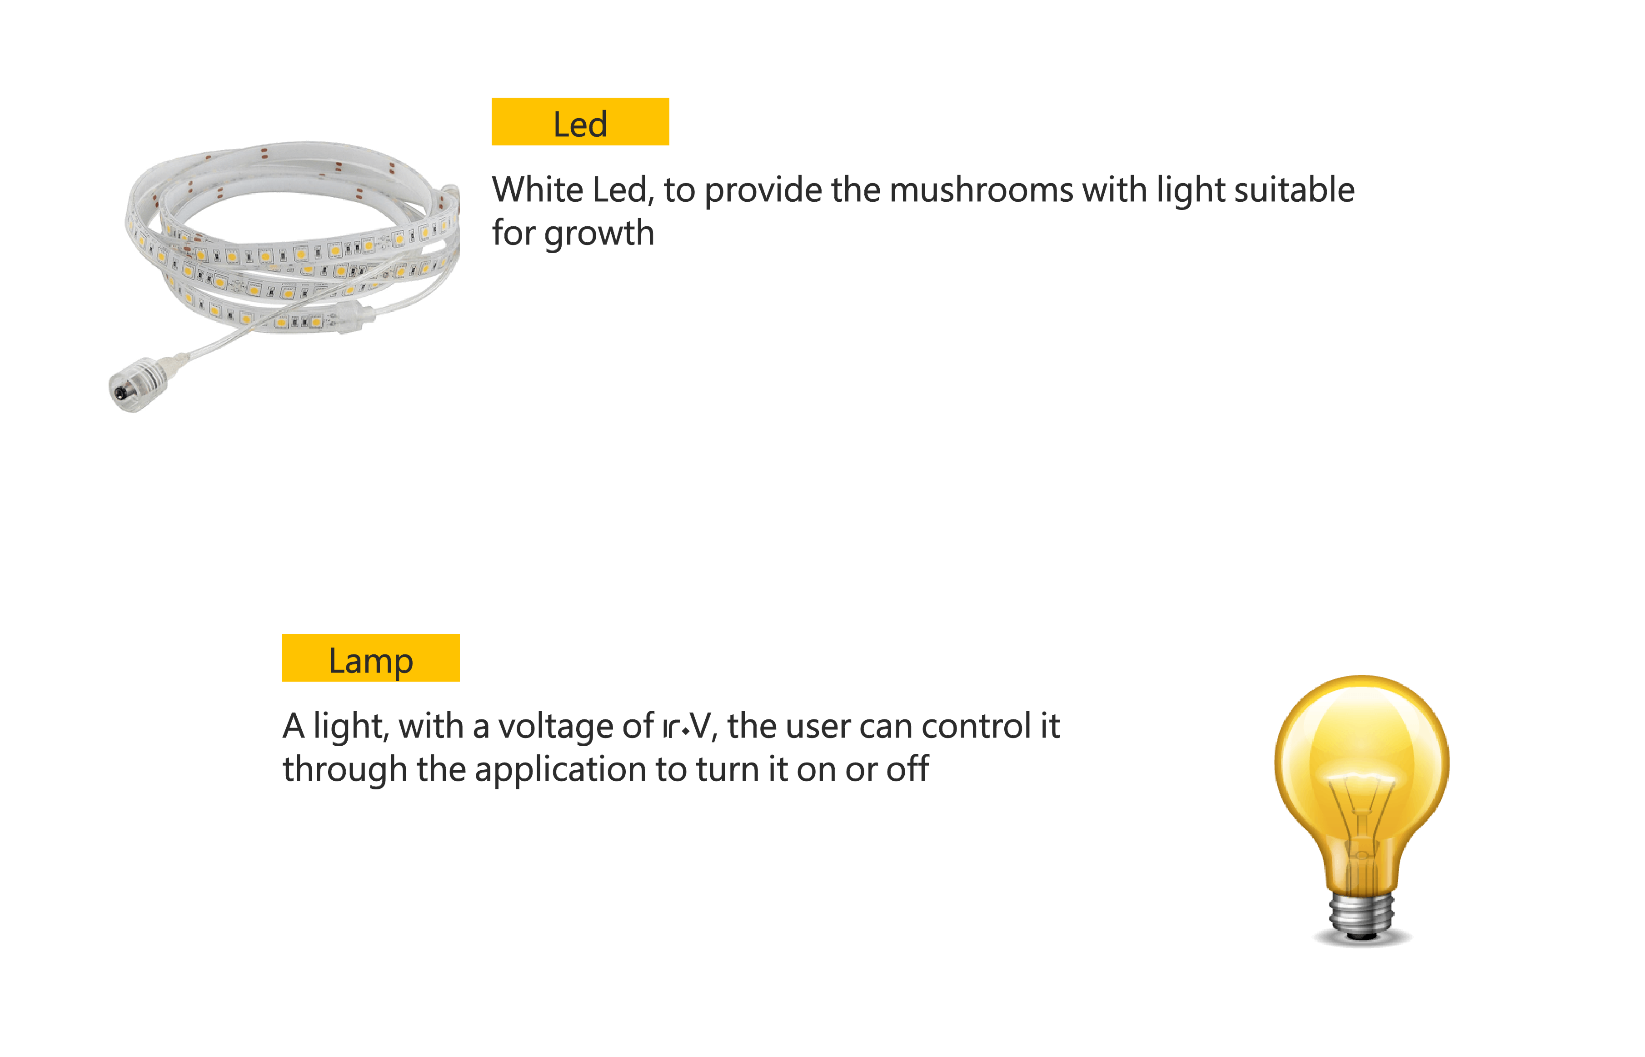 Led
White Led, to provide the mushrooms with light suitable
for growth
Lamp
A light, with a voltage of ١٢٠V, the user can control it
through the application to turn it on or off